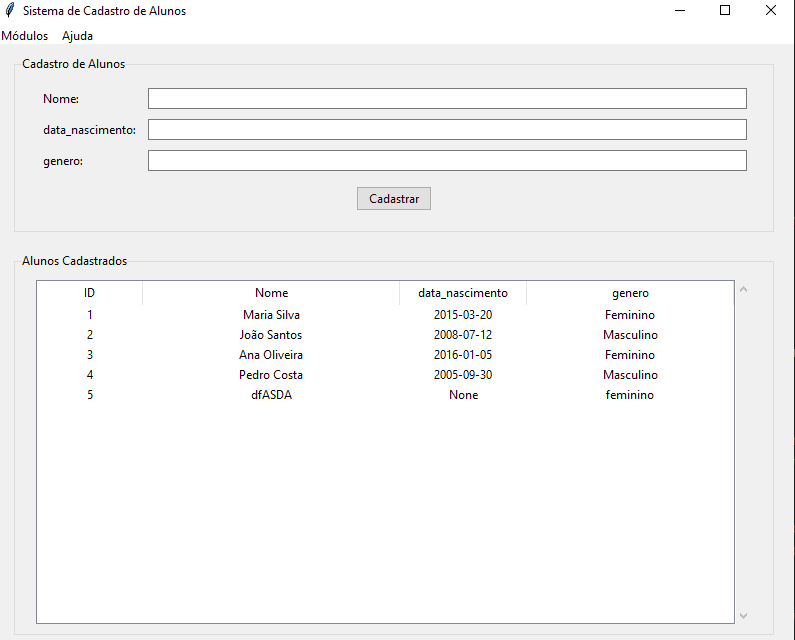 Sistema de Cadastro de Alunos
Módulos Ajuda
Cadastro de Alunos
Nome:
data_nascimento:
genero:
Cadastrar
Alunos Cadastrados
ID Nome data_nascimento genero
1 Maria Silva 2015-03-20 Feminino
2 João Santos 2008-07-12 Masculino
3 Ana Oliveira 2016-01-05 Feminino
4 Pedro Costa 2005-09-30 Masculino
5 dfASDA None feminino